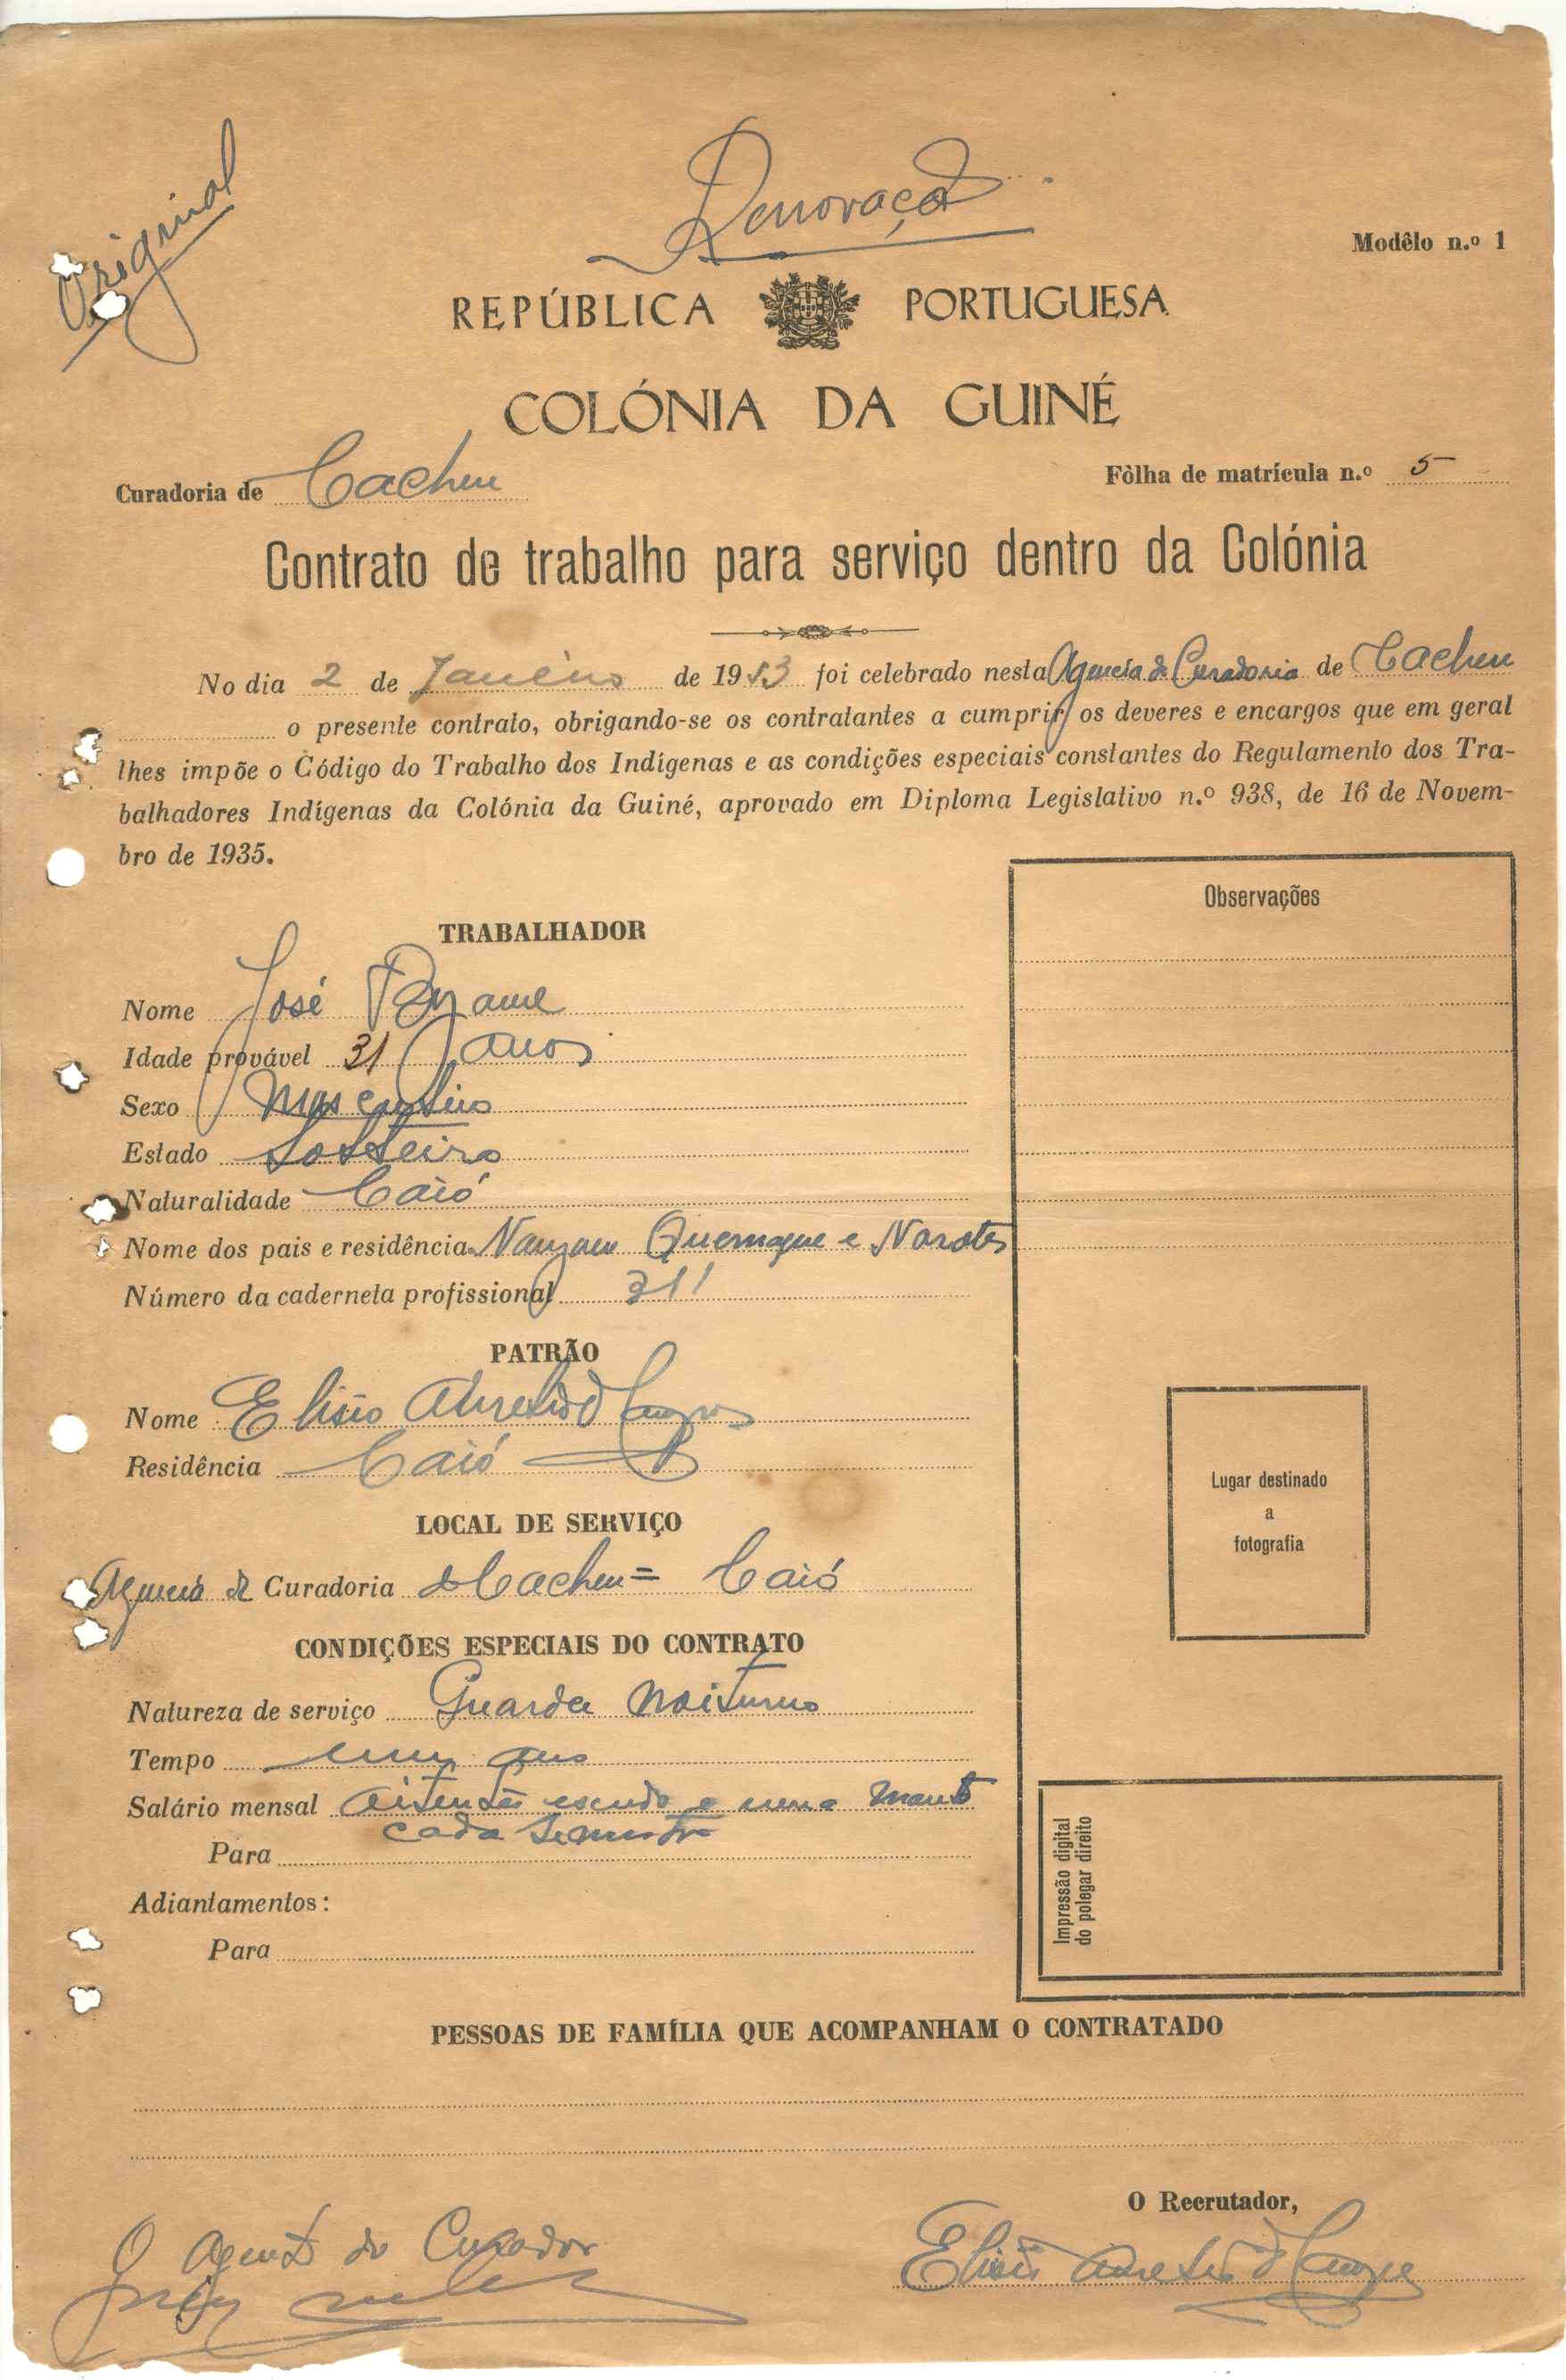 Original
Renovação
Modêlo n.º 1
REPÚBLICA PORTUGUESA
COLÓNIA DA GUINÉ
Curadoria de Cacheu
Fôlha de matrícula n.º 5
Contrato de trabalho para serviço dentro da Colónia
No dia 2 de Janeiro de 1953 foi celebrado nesta Agencia da Curadoria de Cacheu
o presente contrato, obrigando-se os contratantes a cumprir os deveres e encargos que em geral
lhes impõe o Código do Trabalho dos Indígenas e as condições especiais constantes do Regulamento dos Tra-
balhadores Indígenas da Colónia da Guiné, aprovado em Diploma Legislativo n.º 938, de 16 de Novem-
bro de 1935.
Observações
TRABALHADOR
Nome José
Idade provável 31 anos
Sexo Masculino
Estado Solteiro
Naturalidade Caió
Nome dos pais e residência e
Número da caderneta profissional 311
PATRÃO
Nome Elisio
Residência Caió
Lugar destinado
a
fotografia
LOCAL DE SERVIÇO
Agencia de Curadoria de Cacheu = Caió
CONDIÇÕES ESPECIAIS DO CONTRATO
Natureza de serviço Guarda Noiturno
Tempo um ano
Salário mensal escudos e uma
cada semestre
Para
Adiantamentos:
Para
Impressão digital
do polegar direito
PESSOAS DE FAMÍLIA QUE ACOMPANHAM O CONTRATADO
O Recrutador,
O Agente do Curador
Elisio